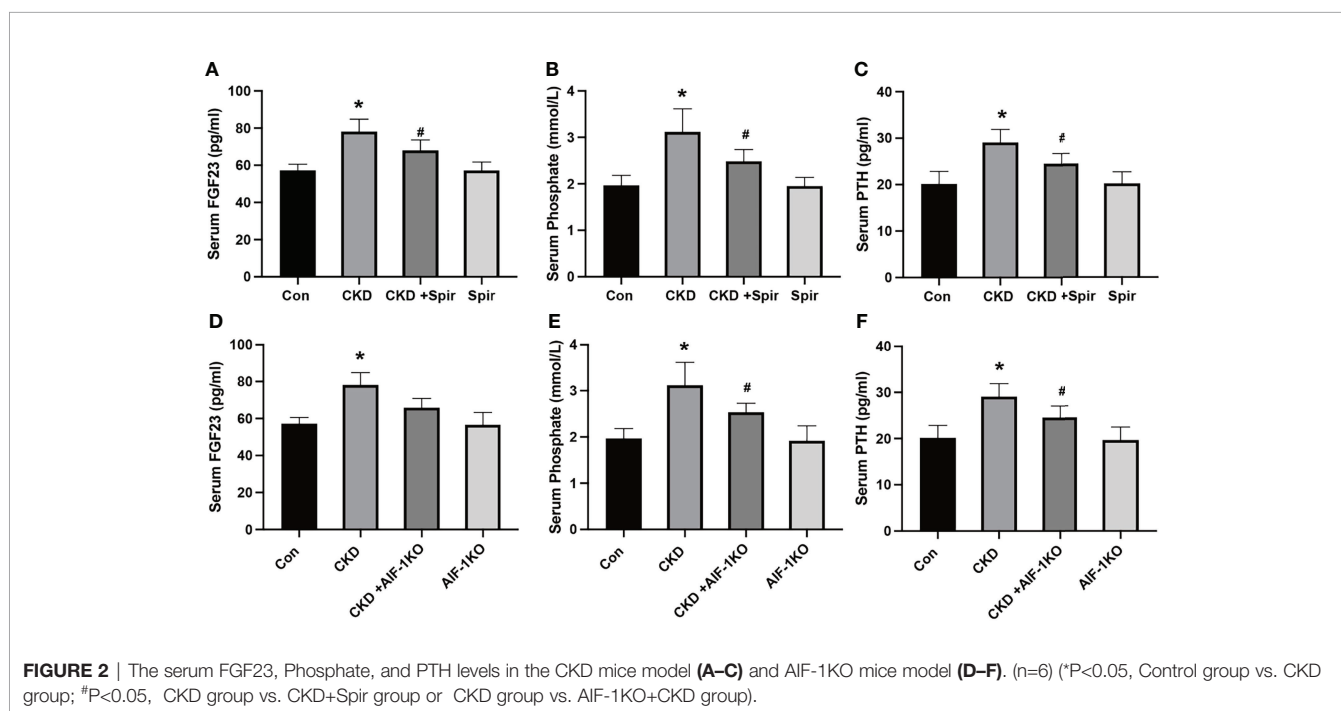 A
Serum FGF23 (pg/ml)
100
80
60
40
20
0
*
#
Con
CKD
CKD +Spir
Spir
B
Serum Phosphate (mmol/L)
4
3
2
1
0
*
#
Con
CKD
CKD +Spir
Spir
C
Serum PTH (pg/ml)
40
30
20
10
0
*
#
Con
CKD
CKD +Spir
Spir
D
Serum FGF23 (pg/ml)
100
80
60
40
20
0
*
Con
CKD
CKD +AIF-1KO
AIF-1KO
E
Serum Phosphate (mmol/L)
4
3
2
1
0
*
#
Con
CKD
CKD +AIF-1KO
AIF-1KO
F
Serum PTH (pg/ml)
40
30
20
10
0
*
#
Con
CKD
CKD +AIF-1KO
AIF-1KO
FIGURE 2 | The serum FGF23, Phosphate, and PTH levels in the CKD mice model (A–C) and AIF-1KO mice model (D–F). (n=6) (*P<0.05, Control group vs. CKD
group; #P<0.05, CKD group vs. CKD+Spir group or CKD group vs. AIF-1KO+CKD group).